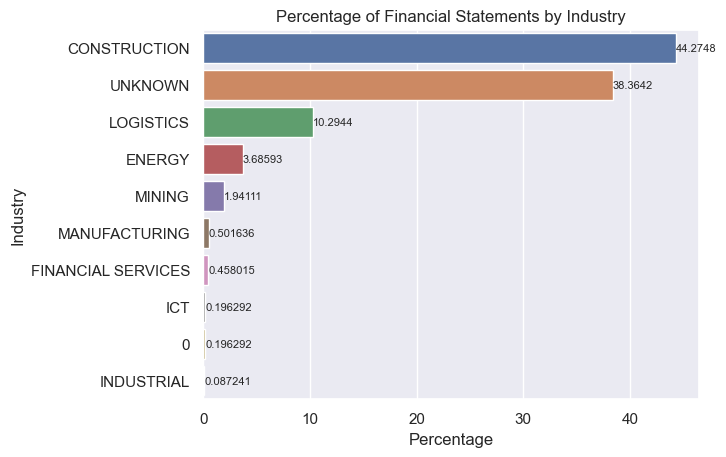 Percentage of Financial Statements by Industry
CONSTRUCTION 44.2748
UNKNOWN 38.3642
LOGISTICS 10.2944
ENERGY 3.68593
MINING 1.94111
MANUFACTURING 0.501636
FINANCIAL SERVICES 0.458015
ICT 0.196292
0 0.196292
INDUSTRIAL 0.087241
Industry
0 10 20 30 40
Percentage